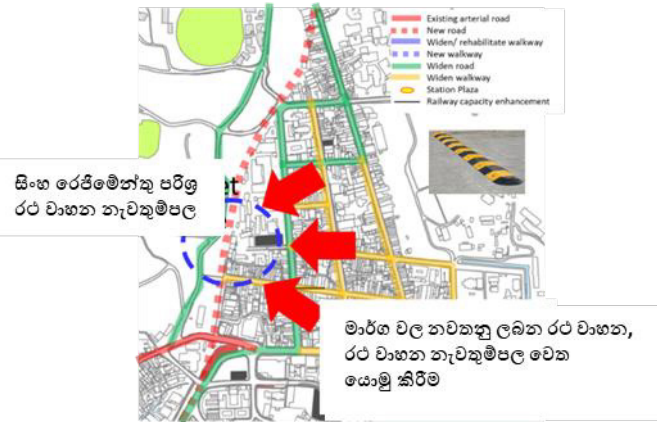 Existing arterial road
New road
Widen/ rehabilitate walkway
New walkway
Widen road
Widen walkway
Station Plaza
Railway capacity enhancement
සිංහ රෙජිමේන්තු පරිශ්‍ර
රථ වාහන නැවතුම්පල
et
මාර්ග වල නවතනු ලබන රථ වාහන,
රථ වාහන නැවතුම්පල වෙත
යොමු කිරීම